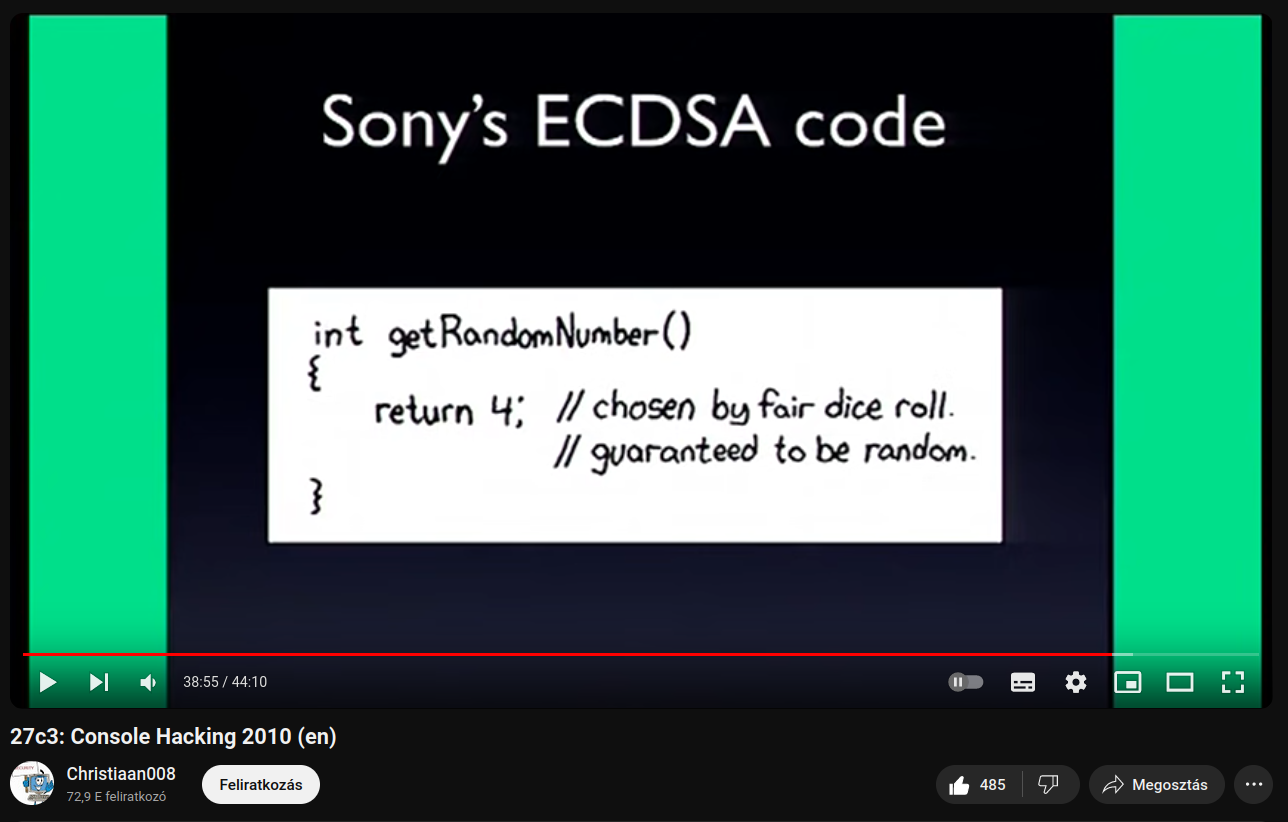 Sony's ECDSA code
int getRandomNumber()
{
return 4; // chosen by fair dice roll.
// guaranteed to be random.
}
38:55 / 44:10
27c3: Console Hacking 2010 (en)
Christiaan008
72,9 E feliratkozó
Feliratkozás
485
Megosztás